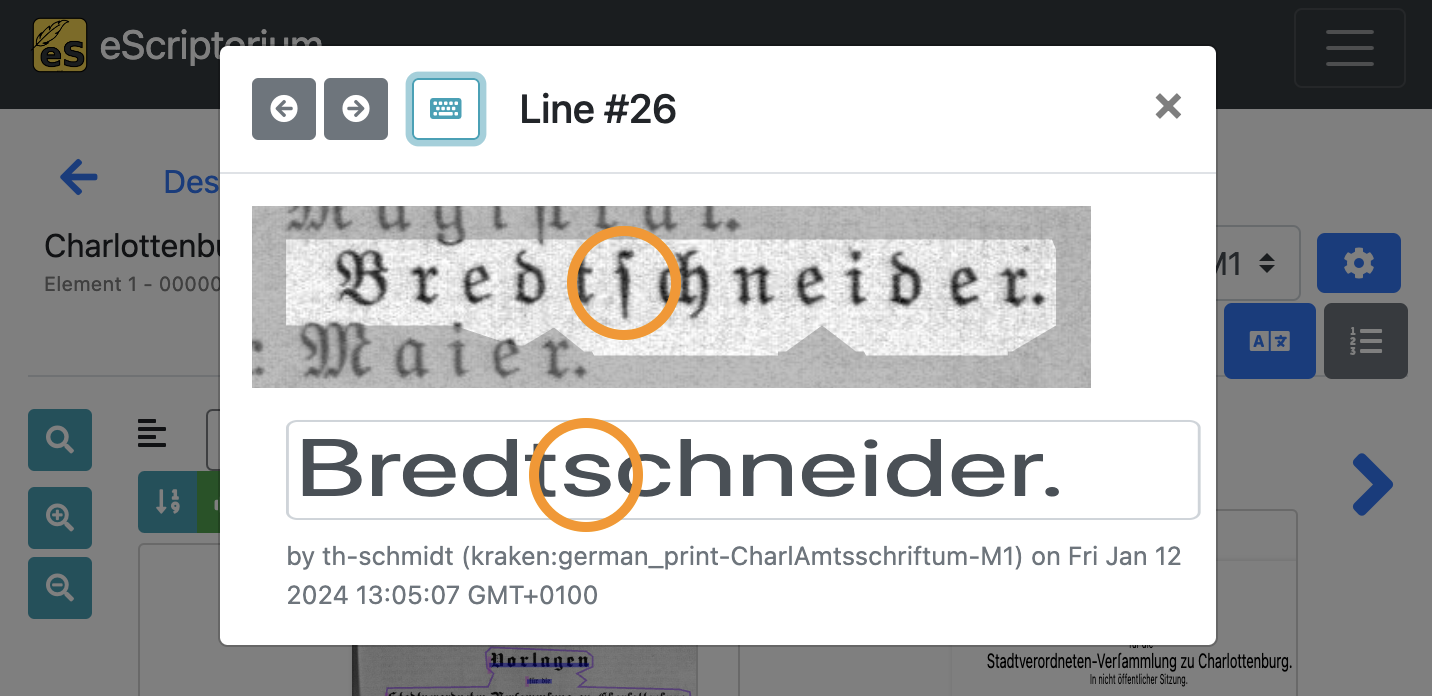 eScriptorium
Line #26
Des
Charlottenbu
Element 1 - 00000
M1
Magiſtrat.
Bredtſchneider.
: Maier.
Bredtschneider.
by th-schmidt (kraken:german_print-CharlAmtsschriftum-M1) on Fri Jan 12
2024 13:05:07 GMT+0100
Vorlagen
für die
Stadtverordneten-Verſammlung zu Charlottenburg.
In nicht öffentlicher Sitzung.